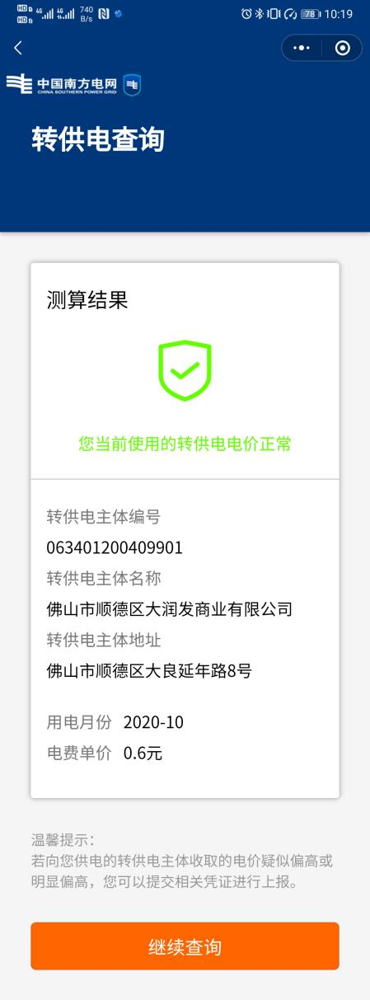 HD 1 46 46 740 78 10:19
HD 2 B/s
中国南方电网
CHINA SOUTHERN POWER GRID
转供电查询
测算结果
您当前使用的转供电电价正常
转供电主体编号
063401200409901
转供电主体名称
佛山市顺德区大润发商业有限公司
转供电主体地址
佛山市顺德区大良延年路8号
用电月份 2020-10
电费单价 0.6元
温馨提示：
若向您供电的转供电主体收取的电价疑似偏高或
明显偏高，您可以提交相关凭证进行上报。
继续查询